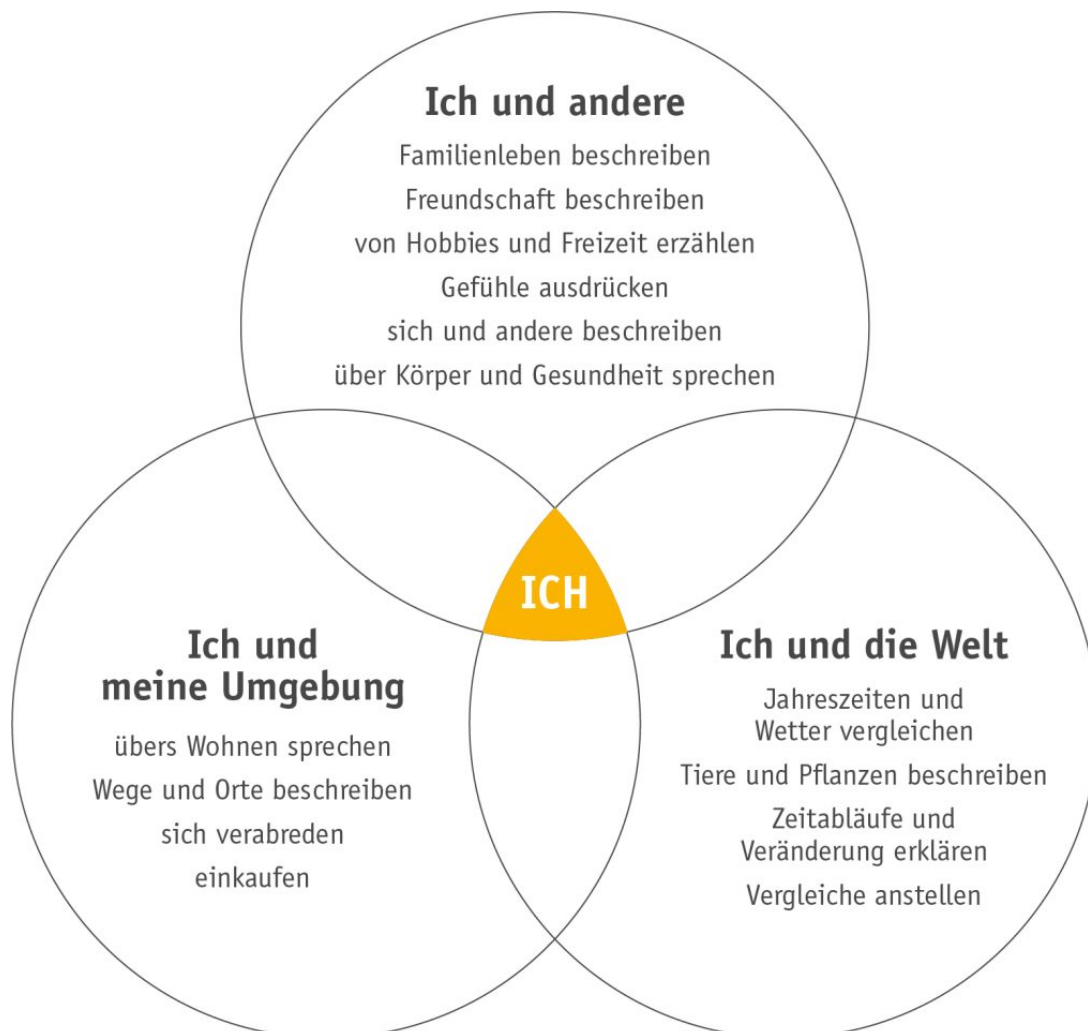 Ich und andere
Familienleben beschreiben
Freundschaft beschreiben
von Hobbies und Freizeit erzählen
Gefühle ausdrücken
sich und andere beschreiben
über Körper und Gesundheit sprechen
ICH
Ich und
meine Umgebung
übers Wohnen sprechen
Wege und Orte beschreiben
sich verabreden
einkaufen
Ich und die Welt
Jahreszeiten und
Wetter vergleichen
Tiere und Pflanzen beschreiben
Zeitabläufe und
Veränderung erklären
Vergleiche anstellen